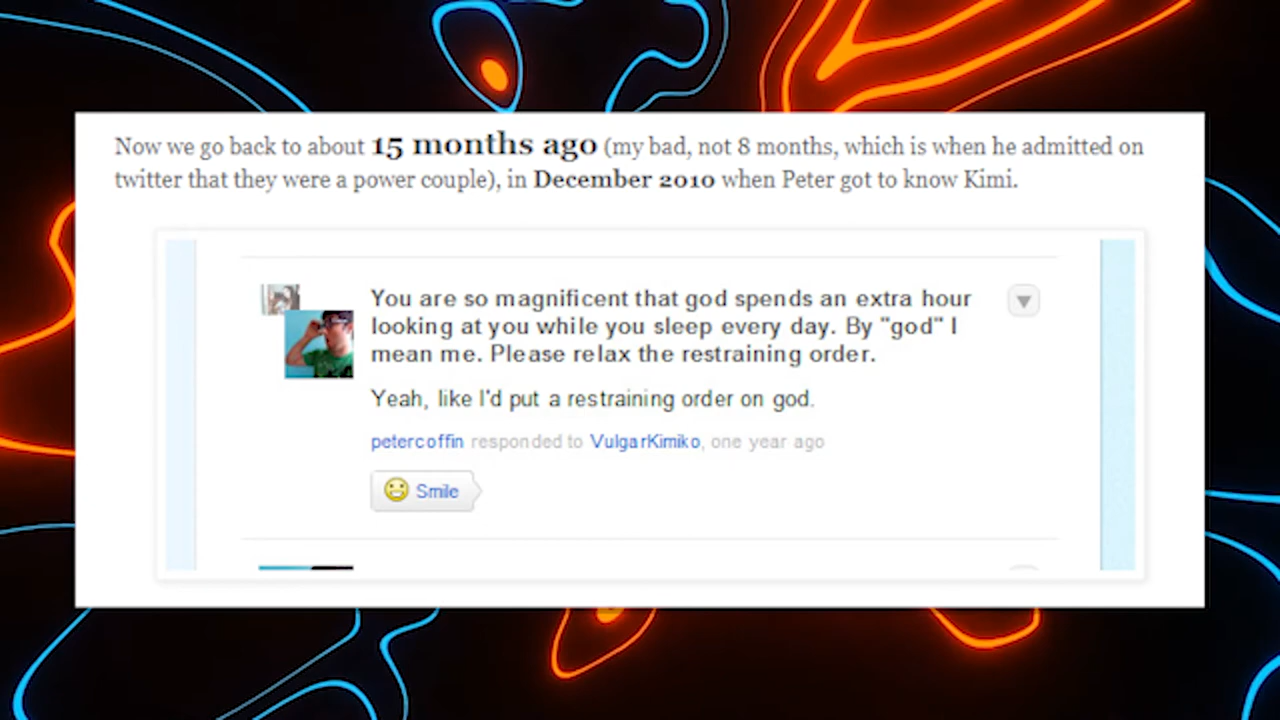 Now we go back to about 15 months ago (my bad, not 8 months, which is when he admitted on
twitter that they were a power couple), in December 2010 when Peter got to know Kimi.
You are so magnificent that god spends an extra hour
looking at you while you sleep every day. By "god" I
mean me. Please relax the restraining order.
Yeah, like I'd put a restraining order on god.
petercoffin responded to VulgarKimiko, one year ago
Smile